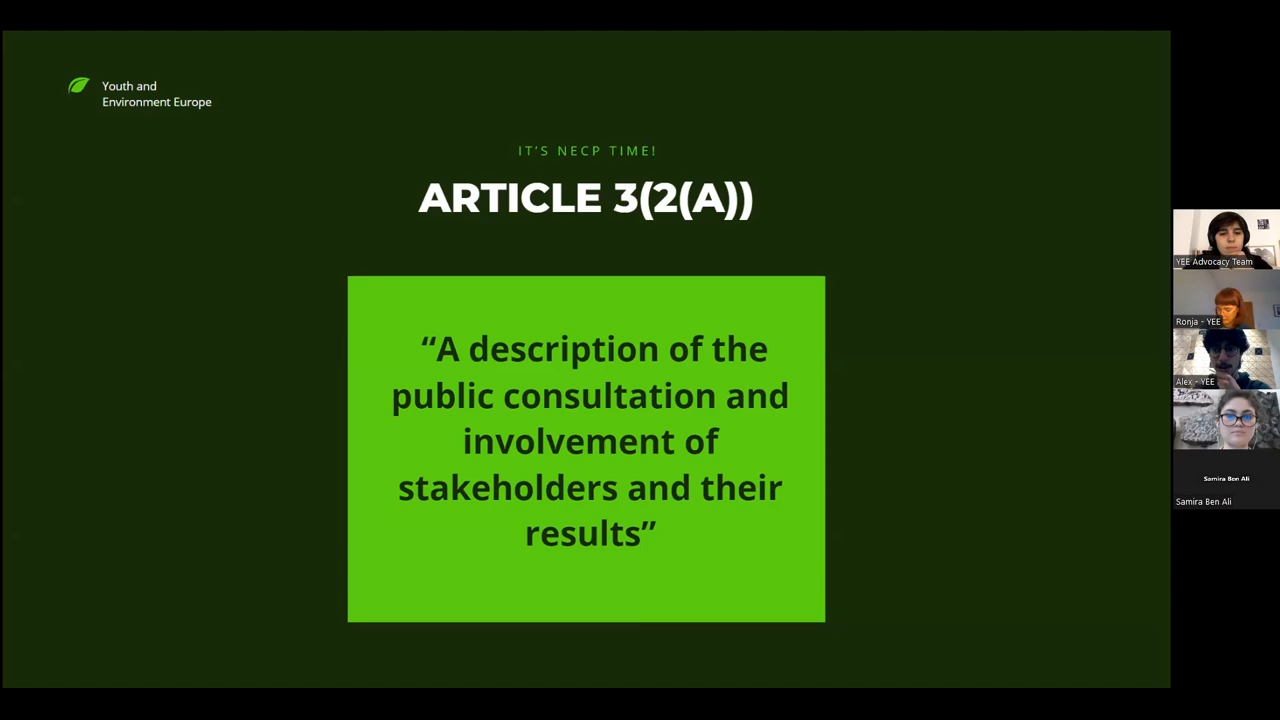 Youth and
Environment Europe
IT'S NECP TIME!
ARTICLE 3(2(A))
“A description of the
public consultation and
involvement of
stakeholders and their
results”
YEE Advocacy Team
Ronja - YEE
Alex - YEE
Samira Ben Ali
Samira Ben Ali